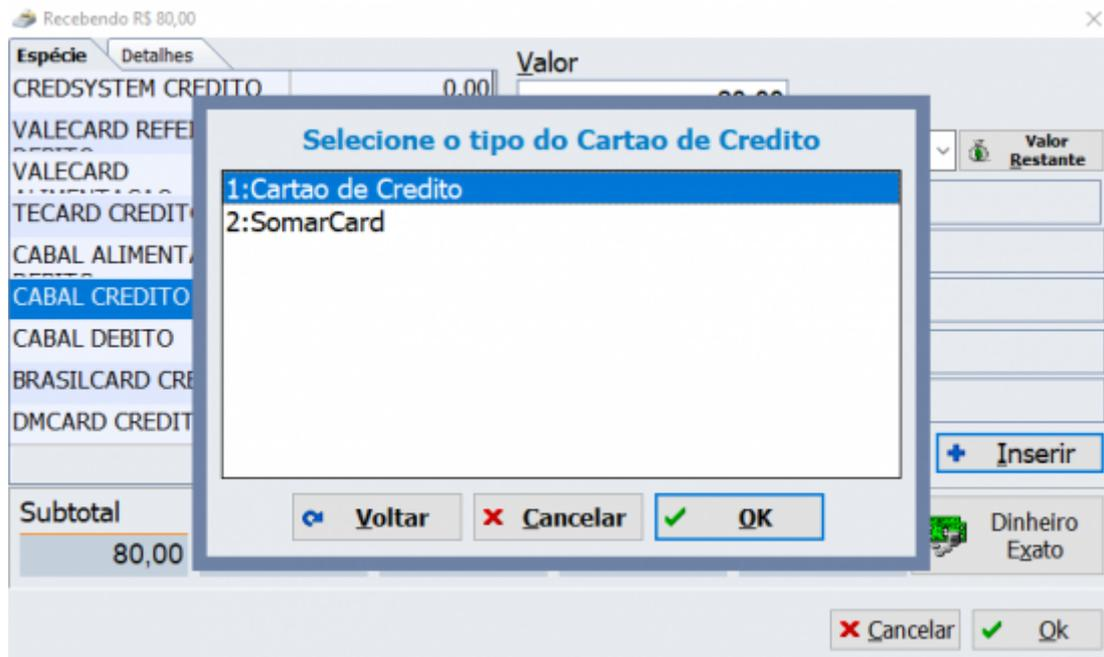 Recebendo R$ 80,00
Espécie Detalhes
Valor
CREDSYSTEM CREDITO 0,00
VALECARD REFEI
Selecione o tipo do Cartao de Credito
Valor
Restante
VALECARD
1:Cartao de Credito
TECARD CREDIT
2:SomarCard
CABAL ALIMENT
CABAL CREDITO
CABAL DEBITO
BRASILCARD CRE
DMCARD CREDIT
Inserir
Subtotal
Voltar Cancelar OK
Dinheiro
Exato
80,00
Cancelar Ok